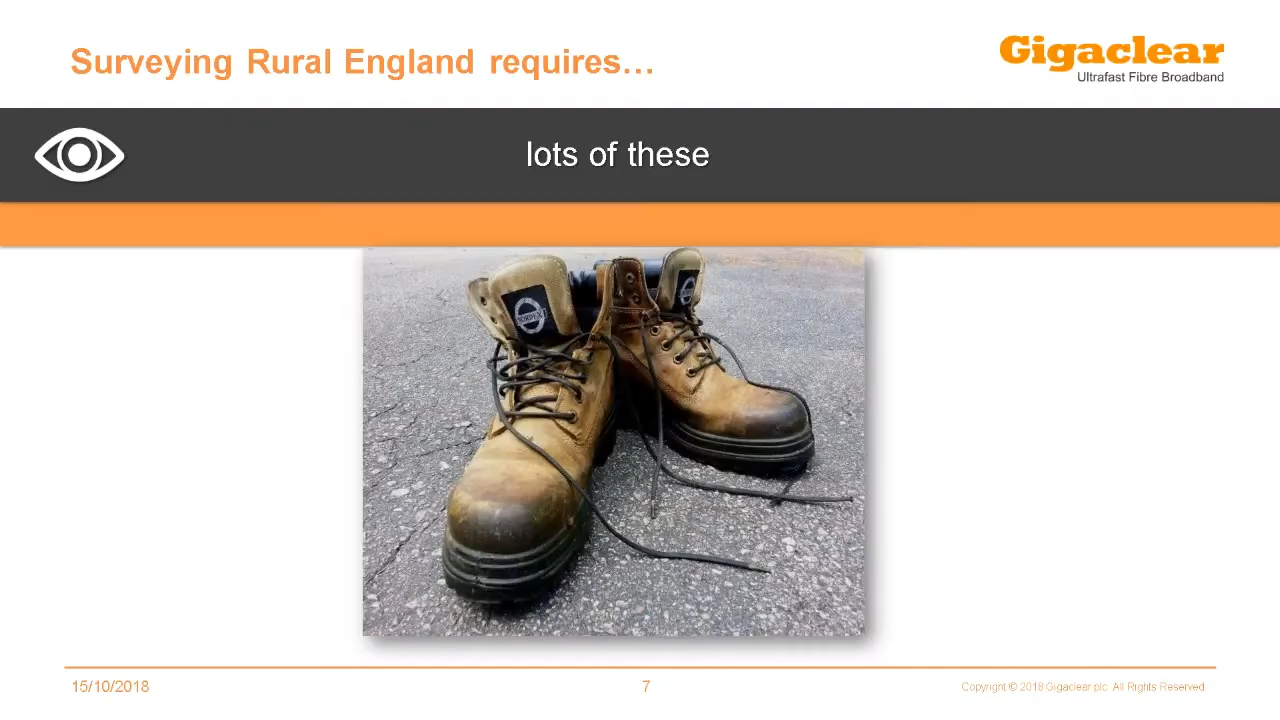 Surveying Rural England requires…
Gigaclear
Ultrafast Fibre Broadband
lots of these
15/10/2018
7
Copyright © 2018 Gigaclear plc. All Rights Reserved.